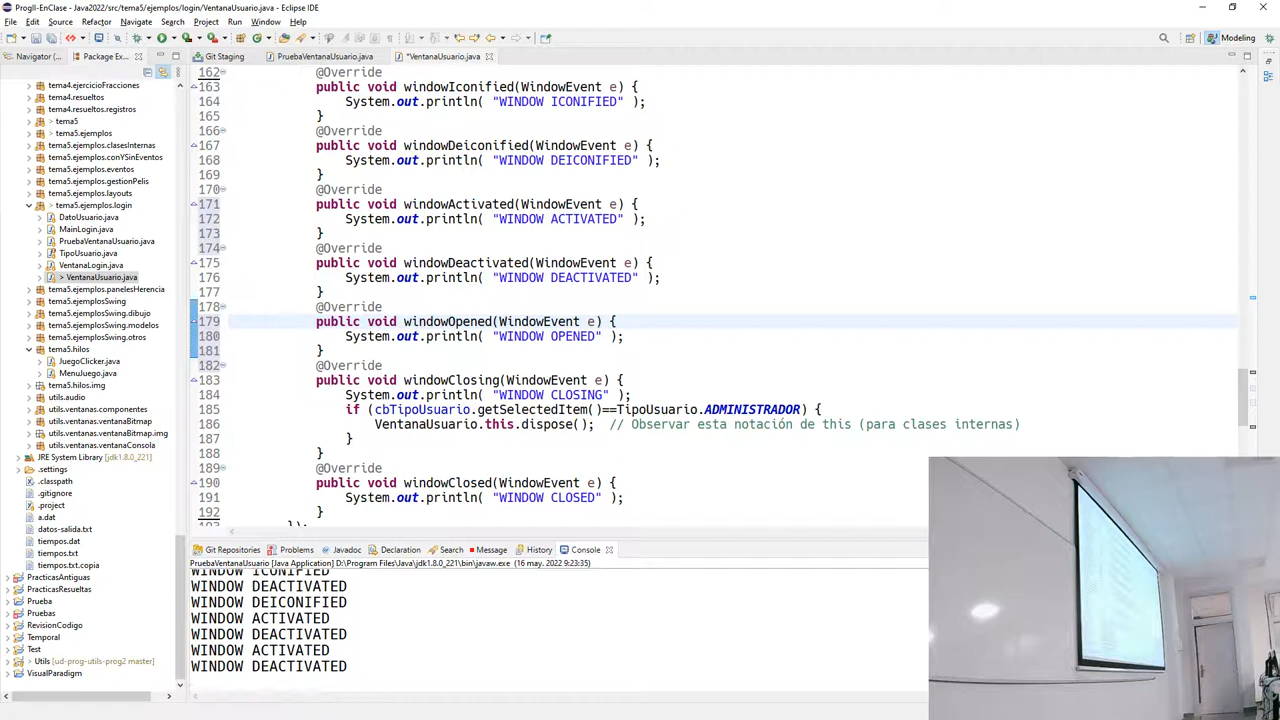 ProgII-EnClase - Java2022/src/tema5/ejemplos/login/VentanaUsuario.java - Eclipse IDE
File Edit Source Refactor Navigate Search Project Run Window Help
Modeling
Navigator (... Package Ex...
Git Staging PruebaVentanaUsuario.java *VentanaUsuario.java
tema4.ejercicioFracciones
tema4.resueltos
tema4.resueltos.registros
> tema5
> tema5.ejemplos
tema5.ejemplos.clasesInternas
tema5.ejemplos.conYSinEventos
tema5.ejemplos.eventos
tema5.ejemplos.gestionPelis
tema5.ejemplos.layouts
> tema5.ejemplos.login
DatoUsuario.java
MainLogin.java
PruebaVentanaUsuario.java
TipoUsuario.java
VentanaLogin.java
> VentanaUsuario.java
tema5.ejemplos.panelesHerencia
tema5.ejemplosSwing
tema5.ejemplosSwing.dibujo
tema5.ejemplosSwing.modelos
tema5.ejemplosSwing.otros
tema5.hilos
JuegoClicker.java
MenuJuego.java
tema5.hilos.img
utils.audio
utils.ventanas.componentes
utils.ventanas.ventanaBitmap
utils.ventanas.ventanaBitmap.img
utils.ventanas.ventanaConsola
JRE System Library [jdk1.8.0_221]
.settings
.classpath
.gitignore
.project
a.dat
datos-salida.txt
tiempos.dat
tiempos.txt
tiempos.txt.copia
PracticasAntiguas
PracticasResueltas
Prueba
Pruebas
RevisionCodigo
Temporal
Test
> Utils [ud-prog-utils-prog2 master]
VisualParadigm
162 @Override
163 public void windowIconified(WindowEvent e) {
164 System.out.println( "WINDOW ICONIFIED" );
165 }
166 @Override
167 public void windowDeiconified(WindowEvent e) {
168 System.out.println( "WINDOW DEICONIFIED" );
169 }
170 @Override
171 public void windowActivated(WindowEvent e) {
172 System.out.println( "WINDOW ACTIVATED" );
173 }
174 @Override
175 public void windowDeactivated(WindowEvent e) {
176 System.out.println( "WINDOW DEACTIVATED" );
177 }
178 @Override
179 public void windowOpened(WindowEvent e) {
180 System.out.println( "WINDOW OPENED" );
181 }
182 @Override
183 public void windowClosing(WindowEvent e) {
184 System.out.println( "WINDOW CLOSING" );
185 if (cbTipoUsuario.getSelectedItem()==TipoUsuario.ADMINISTRADOR) {
186 VentanaUsuario.this.dispose(); // Observar esta notación de this (para clases internas)
187 }
188 }
189 @Override
190 public void windowClosed(WindowEvent e) {
191 System.out.println( "WINDOW CLOSED" );
192 }
193 });
Git Repositories Problems Javadoc Declaration Search Message History Console
PruebaVentanaUsuario [Java Application] D:\Program Files\Java\jdk1.8.0_221\bin\javaw.exe (16 may. 2022 9:23:35)
WINDOW ICONIFIED
WINDOW DEACTIVATED
WINDOW DEICONIFIED
WINDOW ACTIVATED
WINDOW DEACTIVATED
WINDOW ACTIVATED
WINDOW DEACTIVATED